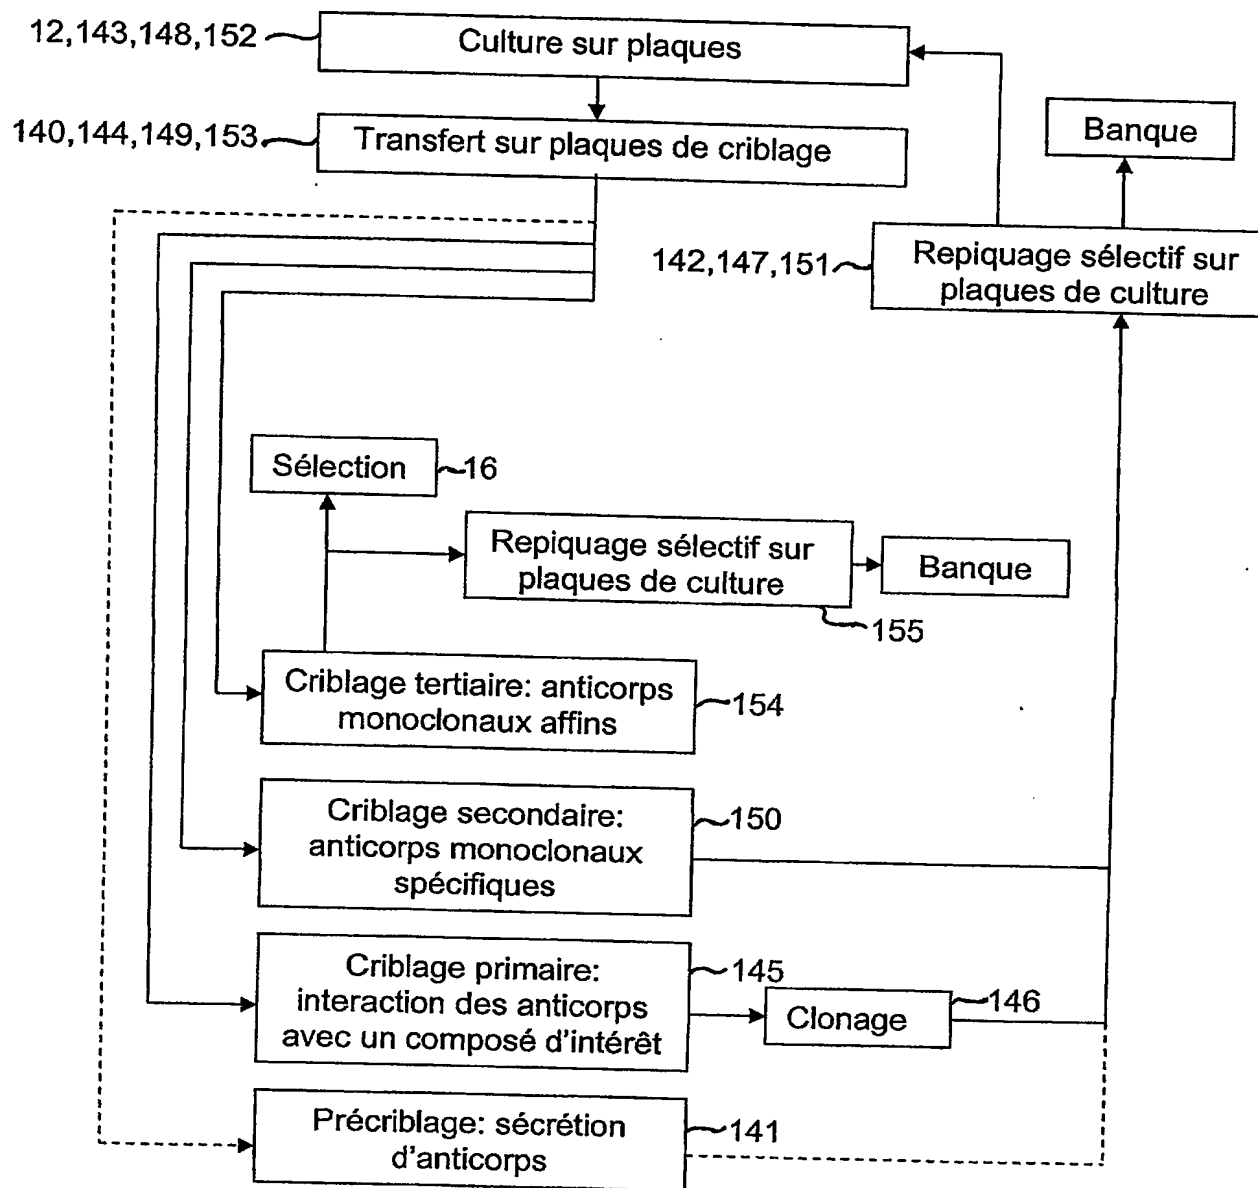 12,143,148,152
Culture sur plaques
140,144,149,153
Transfert sur plaques de criblage
Banque
142,147,151
Repiquage sélectif sur
plaques de culture
Sélection
16
Repiquage sélectif sur
plaques de culture
Banque
155
Criblage tertiaire: anticorps
monoclonaux affins
154
Criblage secondaire:
anticorps monoclonaux
spécifiques
150
Criblage primaire:
interaction des anticorps
avec un composé d'intérêt
145
Clonage
146
Précriblage: sécrétion
d'anticorps
141